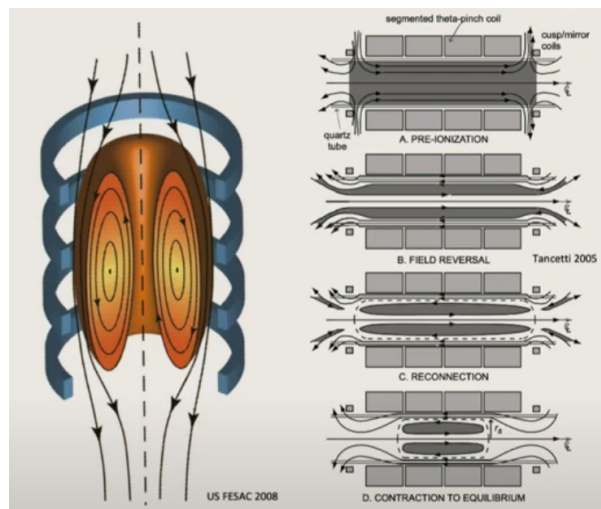 segmented theta-pinch coil
cusp/mirror
coils
quartz
tube
A. PRE-IONIZATION
B. FIELD REVERSAL
Tancetti 2005
C. RECONNECTION
rs
D. CONTRACTION TO EQUILIBRIUM
US FESAC 2008